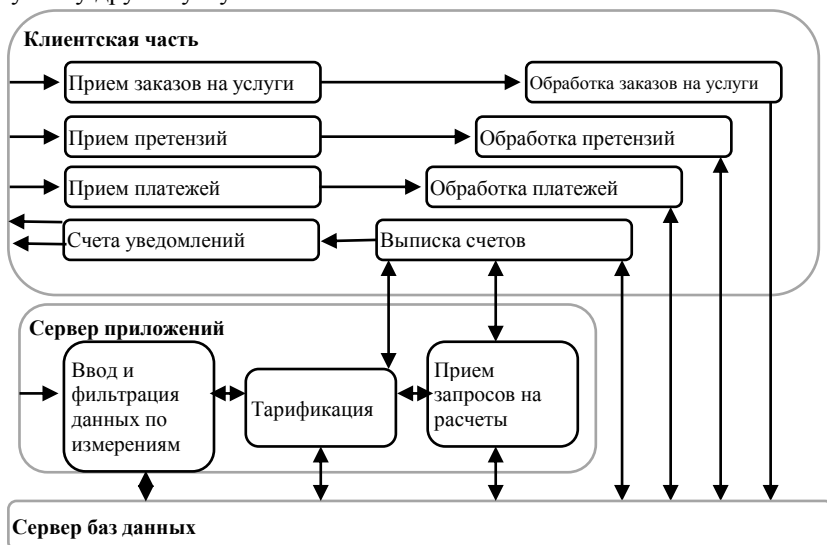 Клиентская часть
Прием заказов на услуги
Обработка заказов на услуги
Прием претензий
Обработка претензий
Прием платежей
Обработка платежей
Счета уведомлений
Выписка счетов
Сервер приложений
Ввод и
фильтрация
данных по
измерениям
Тарификация
Прием
запросов на
расчеты
Сервер баз данных